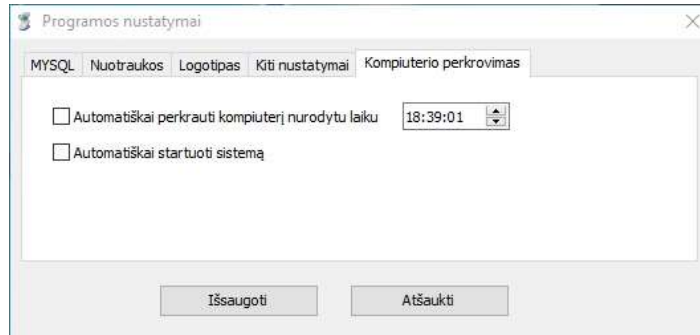 Programos nustatymai
MYSQL Nuotraukos Logotipas Kiti nustatymai Kompiuterio perkrovimas
Automatiškai perkrauti kompiuterį nurodytu laiku 18:39:01
Automatiškai startuoti sistemą
Išsaugoti Atšaukti